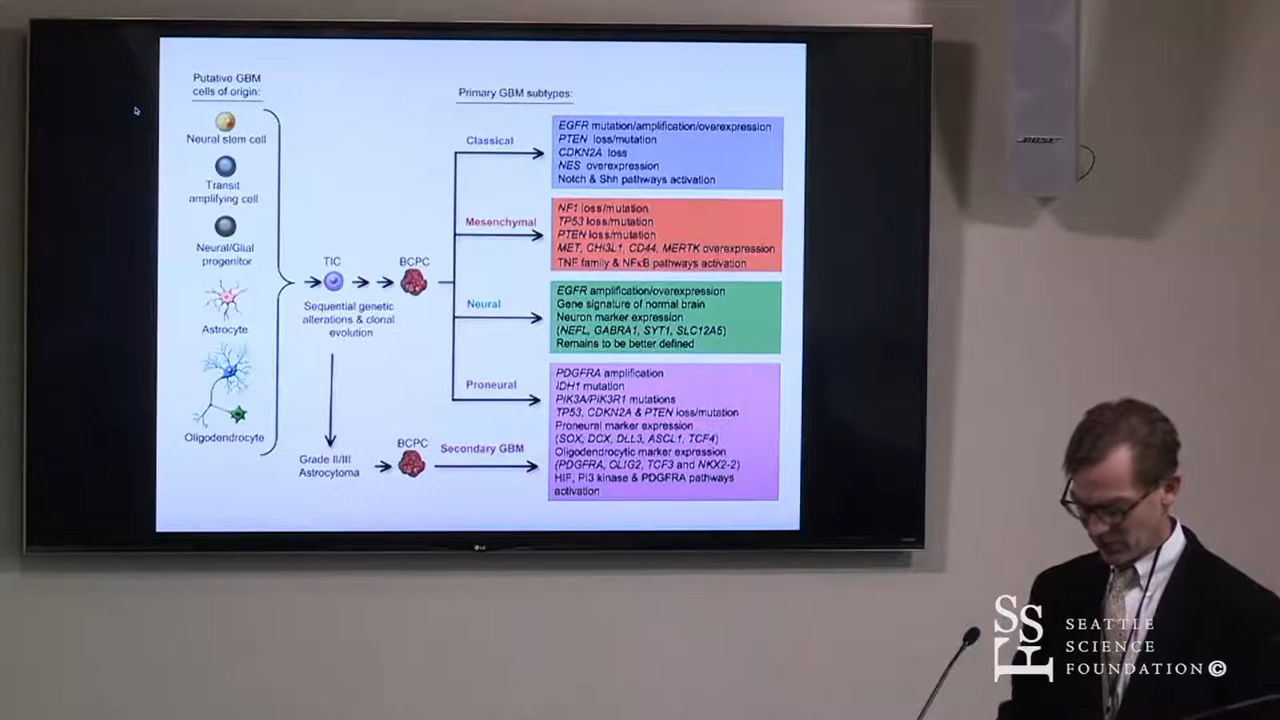 Putative GBM
cells of origin:
Neural stem cell
Transit
amplifying cell
Neural/Glial
progenitor
Astrocyte
Oligodendrocyte
TIC
Sequential genetic
alterations & clonal
evolution
Grade II/III
Astrocytoma
BCPC
BCPC
Secondary GBM
Primary GBM subtypes:
Classical
EGFR mutation/amplification/overexpression
PTEN loss/mutation
CDKN2A loss
NES overexpression
Notch & Shh pathways activation
Mesenchymal
NF1 loss/mutation
TP53 loss/mutation
PTEN loss/mutation
MET, CHI3L1, CD44, MERTK overexpression
TNF family & NFκB pathways activation
Neural
EGFR amplification/overexpression
Gene signature of normal brain
Neuron marker expression
(NEFL, GABRA1, SYT1, SLC12A5)
Remains to be better defined
Proneural
PDGFRA amplification
IDH1 mutation
PIK3A/PIK3R1 mutations
TP53, CDKN2A & PTEN loss/mutation
Proneural marker expression
(SOX, DCX, DLL3, ASCL1, TCF4)
Oligodendrocytic marker expression
(PDGFRA, OLIG2, TCF3 and NKX2-2)
HIF, PI3 kinase & PDGFRA pathways
activation
LG
BOSE
SSF
SEATTLE
SCIENCE
FOUNDATION©